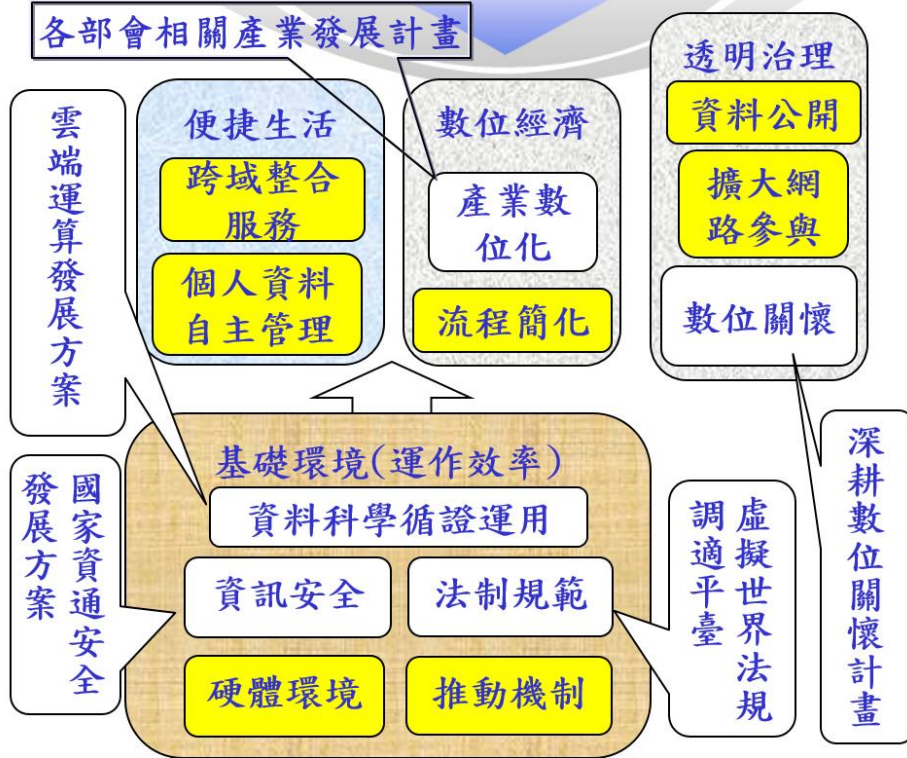 各部會相關產業發展計畫
雲端運算發展方案
便捷生活
跨域整合
服務
個人資料
自主管理
數位經濟
產業數
位化
流程簡化
透明治理
資料公開
擴大網
路參與
數位關懷
基礎環境(運作效率)
資料科學循證運用
資訊安全
法制規範
硬體環境
推動機制
國家資通安全
發展方案
虛擬世界法規
調適平臺
深耕數位關懷計畫